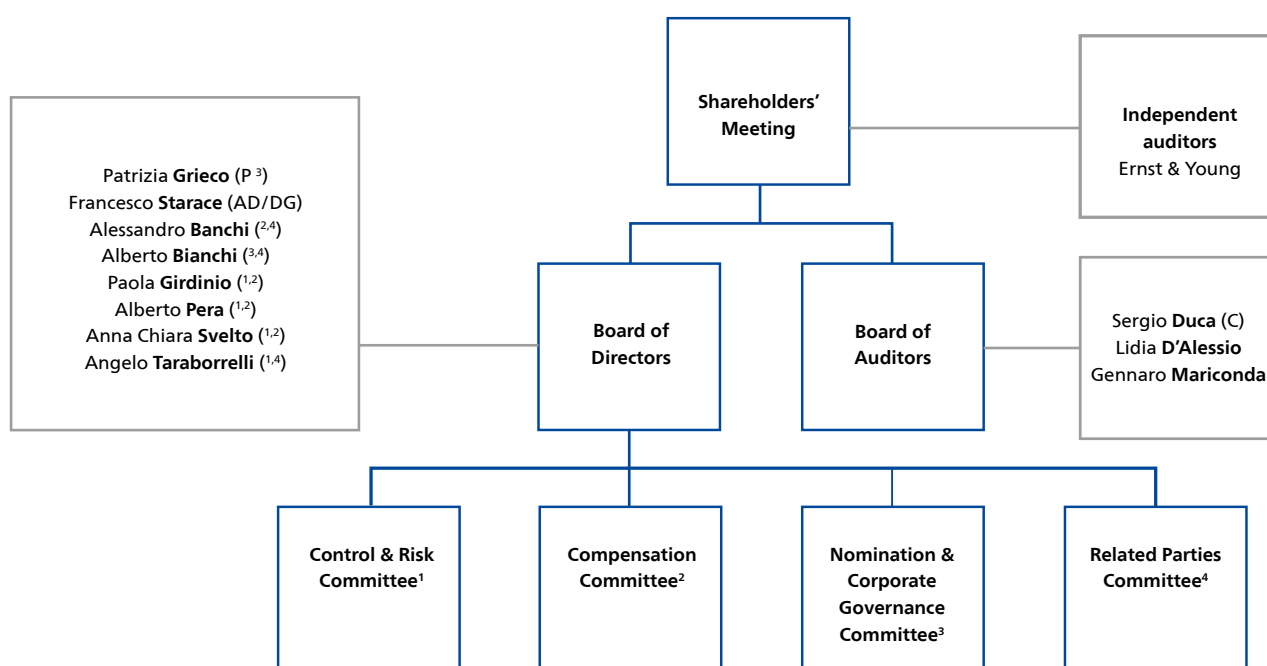 Shareholders’
Meeting
Independent
auditors
Ernst & Young
Patrizia Grieco (P ³)
Francesco Starace (AD/DG)
Alessandro Banchi (²,⁴)
Alberto Bianchi (³,⁴)
Paola Girdinio (¹,²)
Alberto Pera (¹,²)
Anna Chiara Svelto (¹,²)
Angelo Taraborrelli (¹,⁴)
Board of
Directors
Board of
Auditors
Sergio Duca (C)
Lidia D’Alessio
Gennaro Mariconda
Control & Risk
Committee¹
Compensation
Committee²
Nomination &
Corporate
Governance
Committee³
Related Parties
Committee⁴